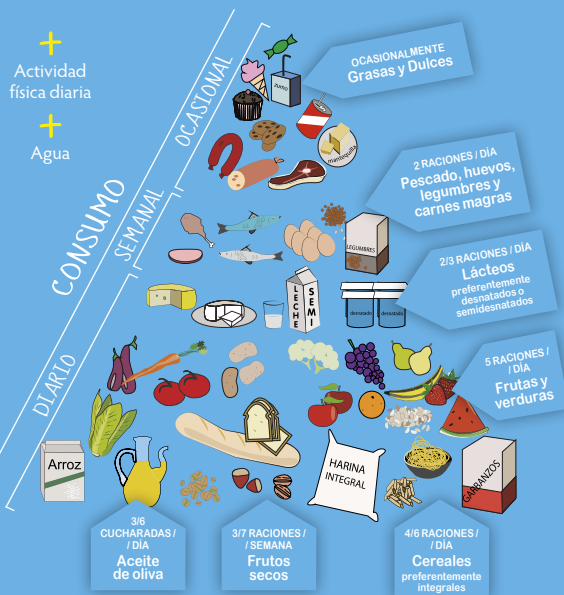 +
Actividad
física diaria
+
Agua
CONSUMO
OCASIONAL
SEMANAL
DIARIO
OCASIONALMENTE
Grasas y Dulces
zumo
mantequilla
2 RACIONES / DÍA
Pescado, huevos,
legumbres y
carnes magras
LEGUMBRES
2/3 RACIONES / DÍA
Lácteos
preferentemente
desnatados o
semidesnatados
LECHE
SEMI
desnatado
desnatado
5 RACIONES /
/ DÍA
Frutas y
verduras
Arroz
HARINA
INTEGRAL
GARBANZOS
3/6
CUCHARADAS /
/ DÍA
Aceite
de oliva
3/7 RACIONES /
/ SEMANA
Frutos
secos
4/6 RACIONES /
/ DÍA
Cereales
preferentemente
integrales